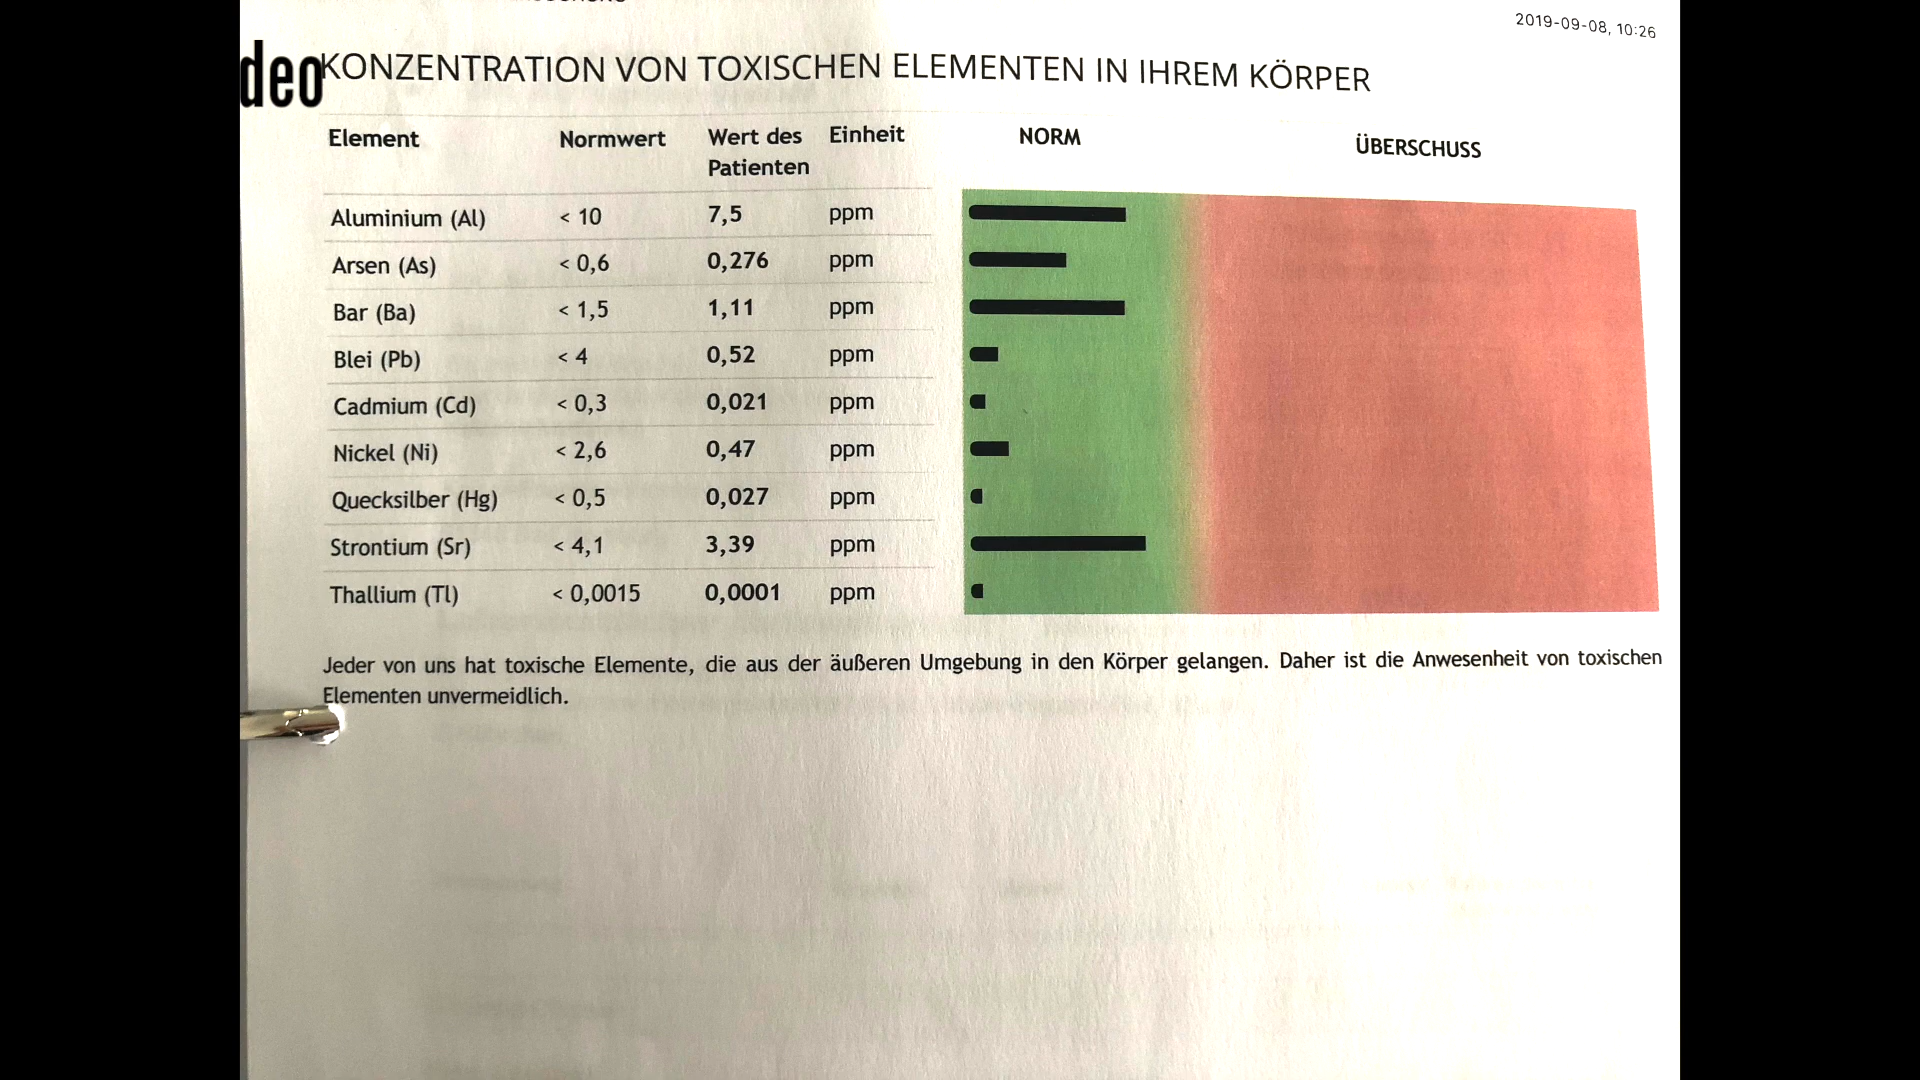 2019-09-08, 10:26
deo
KONZENTRATION VON TOXISCHEN ELEMENTEN IN IHREM KÖRPER
Element Normwert Wert des Patienten Einheit NORM ÜBERSCHUSS
Aluminium (Al) < 10 7,5 ppm
Arsen (As) < 0,6 0,276 ppm
Bar (Ba) < 1,5 1,11 ppm
Blei (Pb) < 4 0,52 ppm
Cadmium (Cd) < 0,3 0,021 ppm
Nickel (Ni) < 2,6 0,47 ppm
Quecksilber (Hg) < 0,5 0,027 ppm
Strontium (Sr) < 4,1 3,39 ppm
Thallium (Tl) < 0,0015 0,0001 ppm
Jeder von uns hat toxische Elemente, die aus der äußeren Umgebung in den Körper gelangen. Daher ist die Anwesenheit von toxischen
Elementen unvermeidlich.